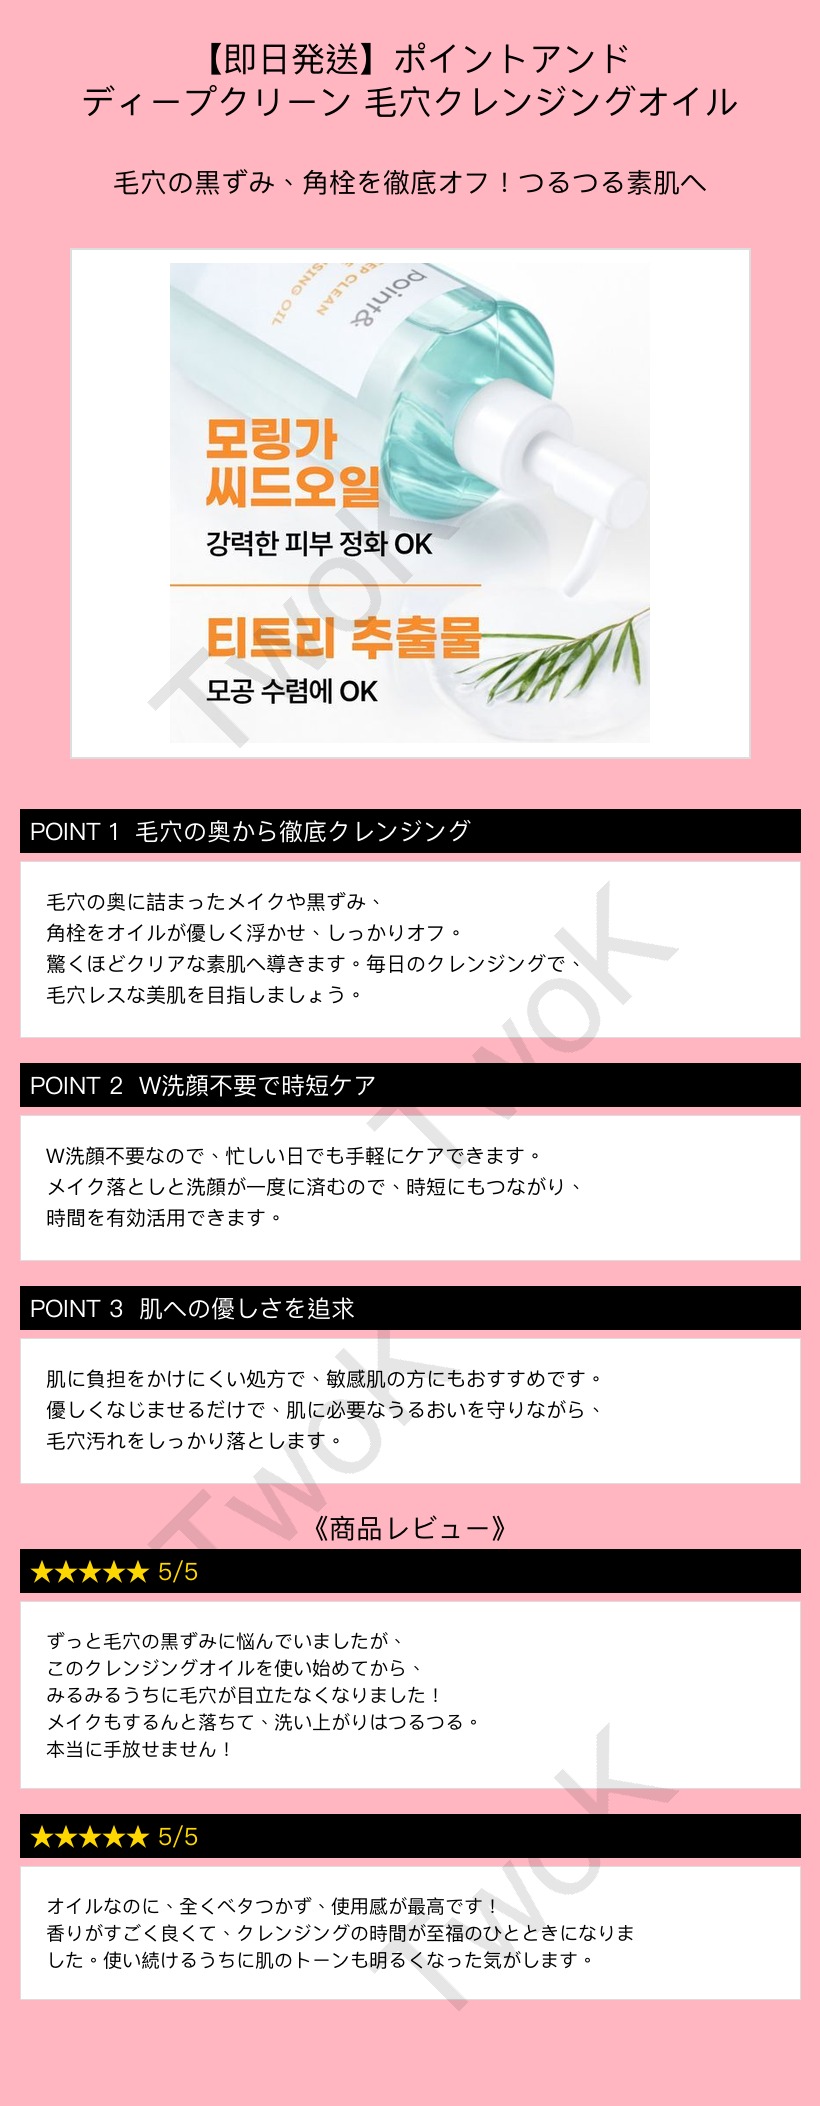 【即日発送】ポイントアンド
ディープクリーン 毛穴クレンジングオイル
毛穴の黒ずみ、角栓を徹底オフ！つるつる素肌へ
point&
EP CLEAN
SING OIL
모링가
씨드오일
강력한 피부 정화 OK
티트리 추출물
모공 수렴에 OK
TwoK
POINT 1 毛穴の奥から徹底クレンジング
毛穴の奥に詰まったメイクや黒ずみ、
角栓をオイルが優しく浮かせ、しっかりオフ。
驚くほどクリアな素肌へ導きます。毎日のクレンジングで、
毛穴レスな美肌を目指しましょう。
TwoK
POINT 2 W洗顔不要で時短ケア
W洗顔不要なので、忙しい日でも手軽にケアできます。
メイク落としと洗顔が一度に済むので、時短にもつながり、
時間を有効活用できます。
POINT 3 肌への優しさを追求
肌に負担をかけにくい処方で、敏感肌の方にもおすすめです。
優しくなじませるだけで、肌に必要なうるおいを守りながら、
毛穴汚れをしっかり落とします。
TwoK
《商品レビュー》
★★★★★ 5/5
ずっと毛穴の黒ずみに悩んでいましたが、
このクレンジングオイルを使い始めてから、
みるみるうちに毛穴が目立たなくなりました！
メイクもするんと落ちて、洗い上がりはつるつる。
本当に手放せません！
TwoK
★★★★★ 5/5
オイルなのに、全くベタつかず、使用感が最高です！
香りがすごく良くて、クレンジングの時間が至福のひとときになりま
した。使い続けるうちに肌のトーンも明るくなった気がします。